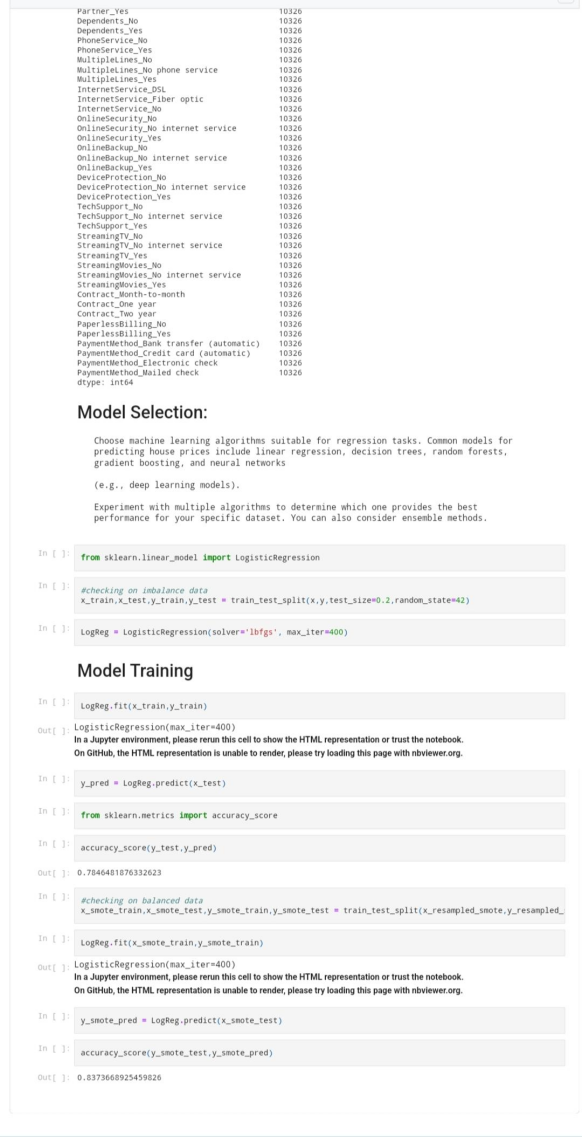 Partner_Yes 10326
Dependents_No 10326
Dependents_Yes 10326
PhoneService_No 10326
PhoneService_Yes 10326
MultipleLines_No 10326
MultipleLines_No phone service 10326
MultipleLines_Yes 10326
InternetService_DSL 10326
InternetService_Fiber optic 10326
InternetService_No 10326
OnlineSecurity_No 10326
OnlineSecurity_No internet service 10326
OnlineSecurity_Yes 10326
OnlineBackup_No 10326
OnlineBackup_No internet service 10326
OnlineBackup_Yes 10326
DeviceProtection_No 10326
DeviceProtection_No internet service 10326
DeviceProtection_Yes 10326
TechSupport_No 10326
TechSupport_No internet service 10326
TechSupport_Yes 10326
StreamingTV_No 10326
StreamingTV_No internet service 10326
StreamingTV_Yes 10326
StreamingMovies_No 10326
StreamingMovies_No internet service 10326
StreamingMovies_Yes 10326
Contract_Month-to-month 10326
Contract_One year 10326
Contract_Two year 10326
PaperlessBilling_No 10326
PaperlessBilling_Yes 10326
PaymentMethod_Bank transfer (automatic) 10326
PaymentMethod_Credit card (automatic) 10326
PaymentMethod_Electronic check 10326
PaymentMethod_Mailed check 10326
dtype: int64
Model Selection:
Choose machine learning algorithms suitable for regression tasks. Common models for
predicting house prices include linear regression, decision trees, random forests,
gradient boosting, and neural networks
(e.g., deep learning models).
Experiment with multiple algorithms to determine which one provides the best
performance for your specific dataset. You can also consider ensemble methods.
In [ ]: from sklearn.linear_model import LogisticRegression
In [ ]: #checking on imbalance data
x_train,x_test,y_train,y_test = train_test_split(x,y,test_size=0.2,random_state=42)
In [ ]: LogReg = LogisticRegression(solver='lbfgs', max_iter=400)
Model Training
In [ ]: LogReg.fit(x_train,y_train)
Out[ ]: LogisticRegression(max_iter=400)
In a Jupyter environment, please rerun this cell to show the HTML representation or trust the notebook.
On GitHub, the HTML representation is unable to render, please try loading this page with nbviewer.org.
In [ ]: y_pred = LogReg.predict(x_test)
In [ ]: from sklearn.metrics import accuracy_score
In [ ]: accuracy_score(y_test,y_pred)
Out[ ]: 0.7846481876332623
In [ ]: #checking on balanced data
x_smote_train,x_smote_test,y_smote_train,y_smote_test = train_test_split(x_resampled_smote,y_resampled_
In [ ]: LogReg.fit(x_smote_train,y_smote_train)
Out[ ]: LogisticRegression(max_iter=400)
In a Jupyter environment, please rerun this cell to show the HTML representation or trust the notebook.
On GitHub, the HTML representation is unable to render, please try loading this page with nbviewer.org.
In [ ]: y_smote_pred = LogReg.predict(x_smote_test)
In [ ]: accuracy_score(y_smote_test,y_smote_pred)
Out[ ]: 0.8373668925459826